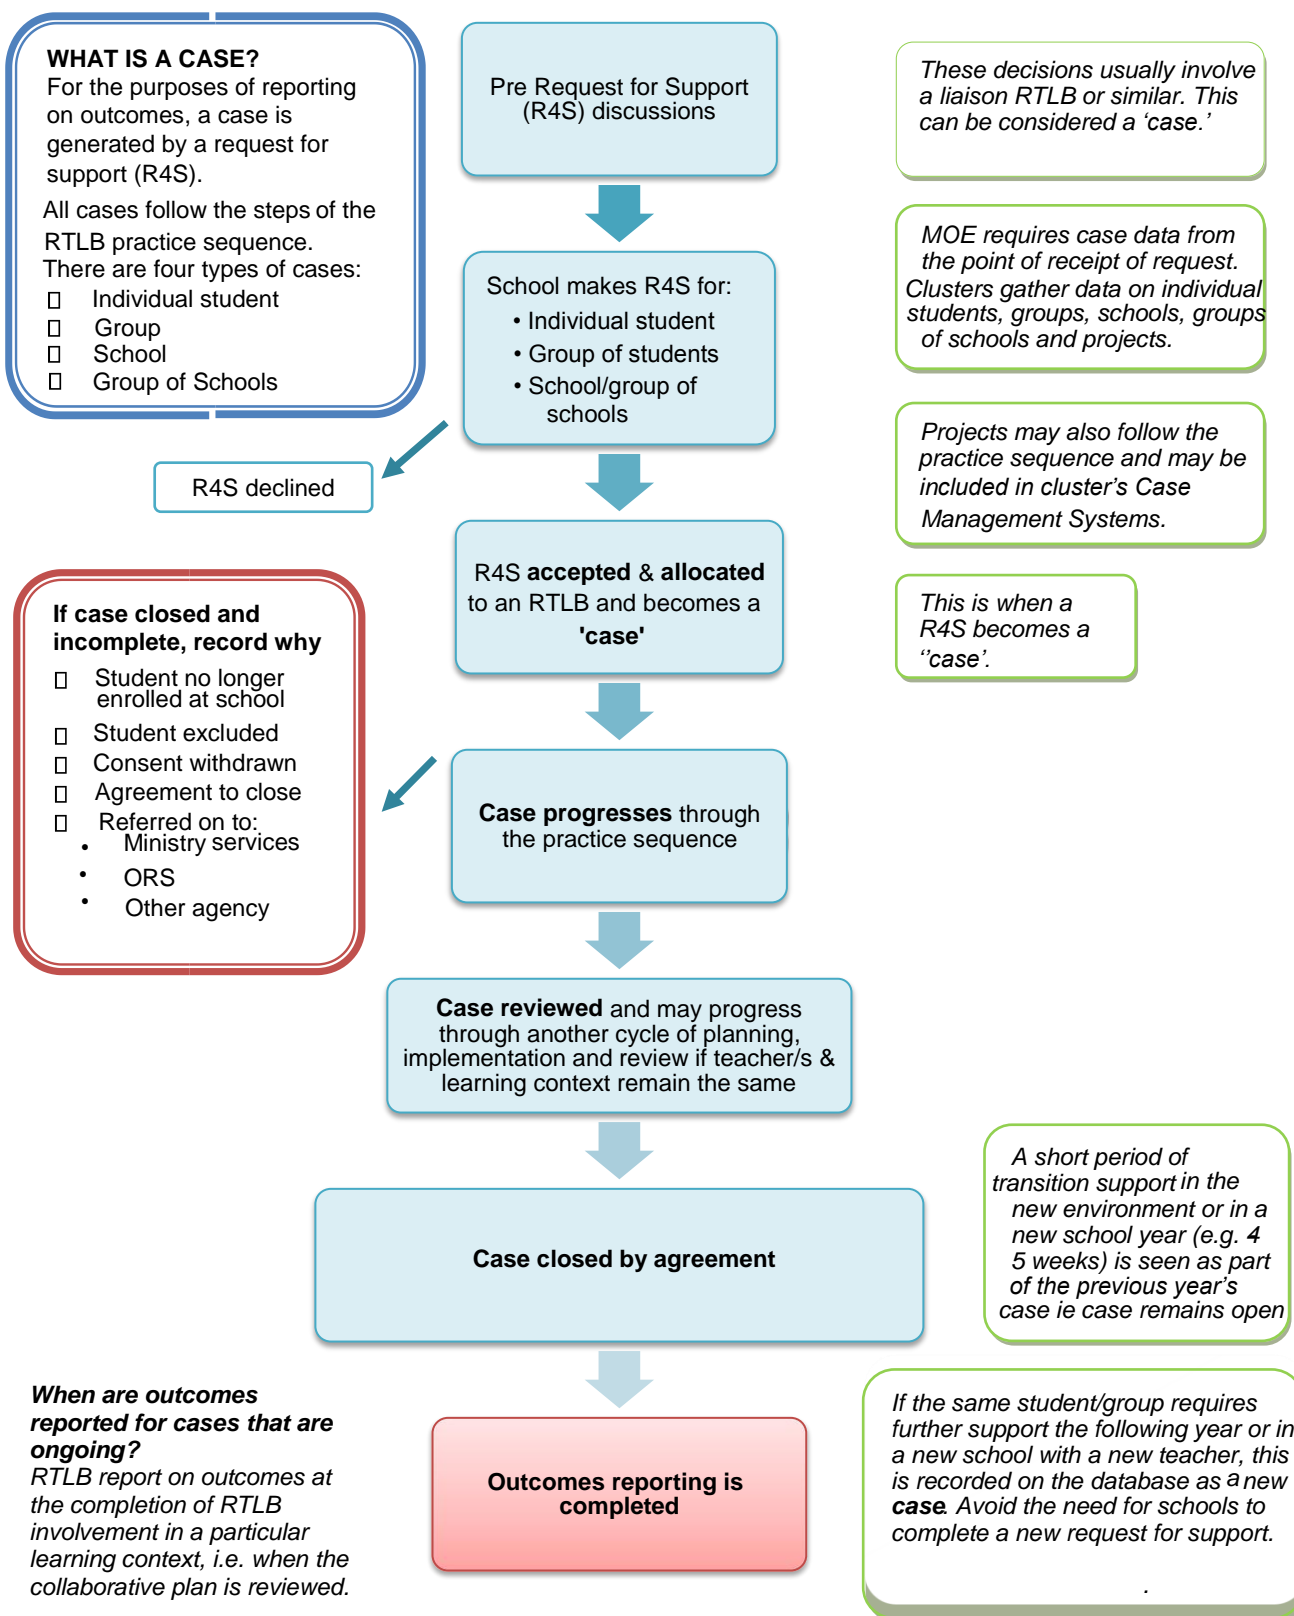 WHAT IS A CASE?
For the purposes of reporting
on outcomes, a case is
generated by a request for
support (R4S).
All cases follow the steps of the
RTLB practice sequence.
There are four types of cases:
Individual student
Group
School
Group of Schools
Pre Request for Support
(R4S) discussions
These decisions usually involve
a liaison RTLB or similar. This
can be considered a ‘case.’
School makes R4S for:
• Individual student
• Group of students
• School/group of
schools
MOE requires case data from
the point of receipt of request.
Clusters gather data on individual
students, groups, schools, groups
of schools and projects.
R4S declined
Projects may also follow the
practice sequence and may be
included in cluster’s Case
Management Systems.
R4S accepted & allocated
to an RTLB and becomes a
'case'
This is when a
R4S becomes a
‘’case’.
If case closed and
incomplete, record why
Student no longer
enrolled at school
Student excluded
Consent withdrawn
Agreement to close
Referred on to:
• Ministry services
• ORS
• Other agency
Case progresses through
the practice sequence
Case reviewed and may progress
through another cycle of planning,
implementation and review if teacher/s &
learning context remain the same
Case closed by agreement
A short period of
transition support in the
new environment or in a
new school year (e.g. 4
5 weeks) is seen as part
of the previous year’s
case ie case remains open
When are outcomes
reported for cases that are
ongoing?
RTLB report on outcomes at
the completion of RTLB
involvement in a particular
learning context, i.e. when the
collaborative plan is reviewed.
Outcomes reporting is
completed
If the same student/group requires
further support the following year or in
a new school with a new teacher, this
is recorded on the database as a new
case. Avoid the need for schools to
complete a new request for support.
.